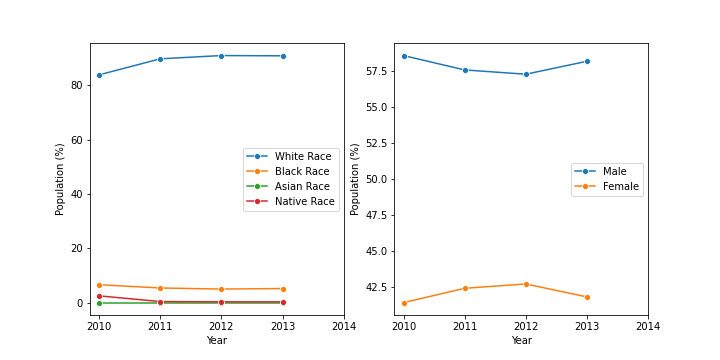 Population (%)
80
60
40
20
0
White Race
Black Race
Asian Race
Native Race
2010 2011 2012 2013 2014
Year
Population (%)
57.5
55.0
52.5
50.0
47.5
45.0
42.5
Male
Female
2010 2011 2012 2013 2014
Year